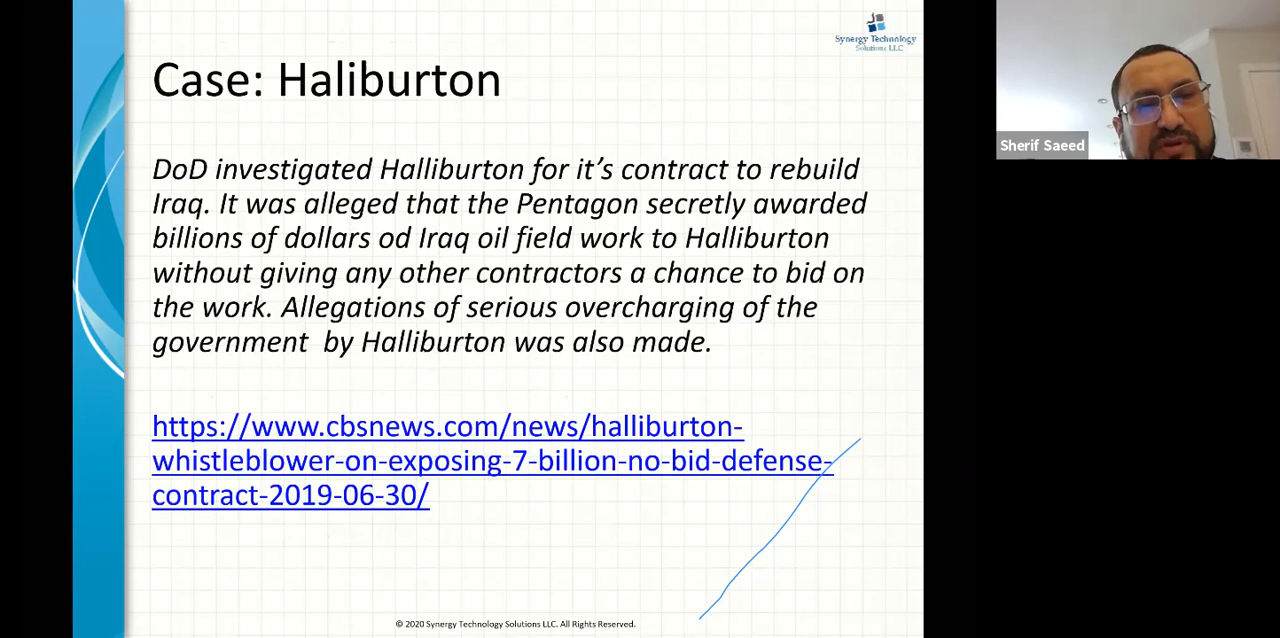 Synergy Technology
Solutions LLC
Case: Haliburton
DoD investigated Halliburton for it’s contract to rebuild
Iraq. It was alleged that the Pentagon secretly awarded
billions of dollars od Iraq oil field work to Halliburton
without giving any other contractors a chance to bid on
the work. Allegations of serious overcharging of the
government  by Halliburton was also made.
https://www.cbsnews.com/news/halliburton-
whistleblower-on-exposing-7-billion-no-bid-defense-
contract-2019-06-30/
© 2020 Synergy Technology Solutions LLC. All Rights Reserved.
Sherif Saeed